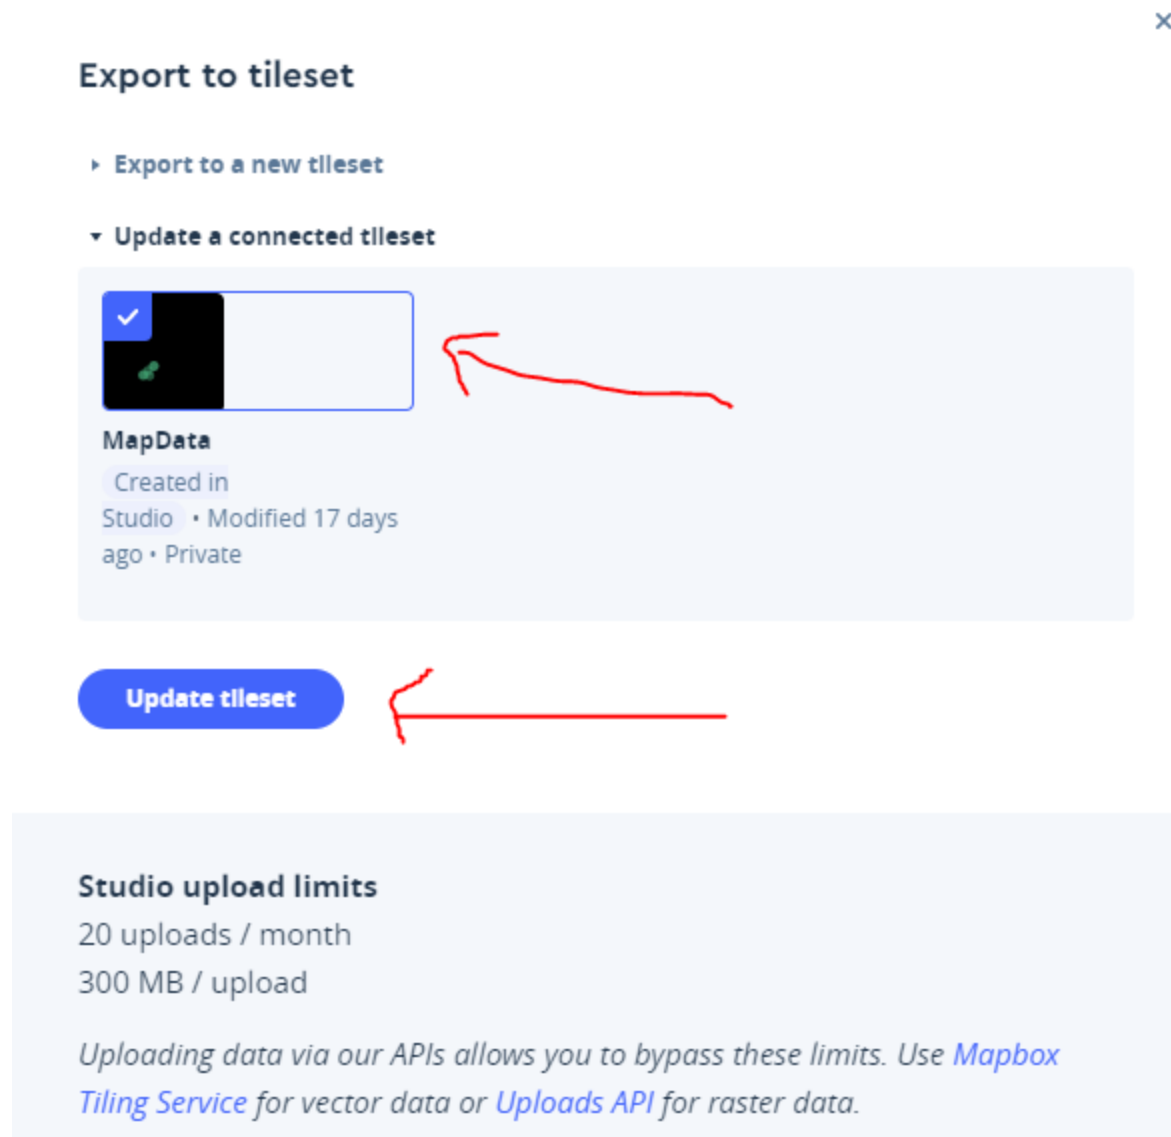 Export to tileset
Export to a new tileset
Update a connected tileset
MapData
Created in
Studio • Modified 17 days
ago • Private
Update tileset
Studio upload limits
20 uploads / month
300 MB / upload
Uploading data via our APIs allows you to bypass these limits. Use Mapbox
Tiling Service for vector data or Uploads API for raster data.